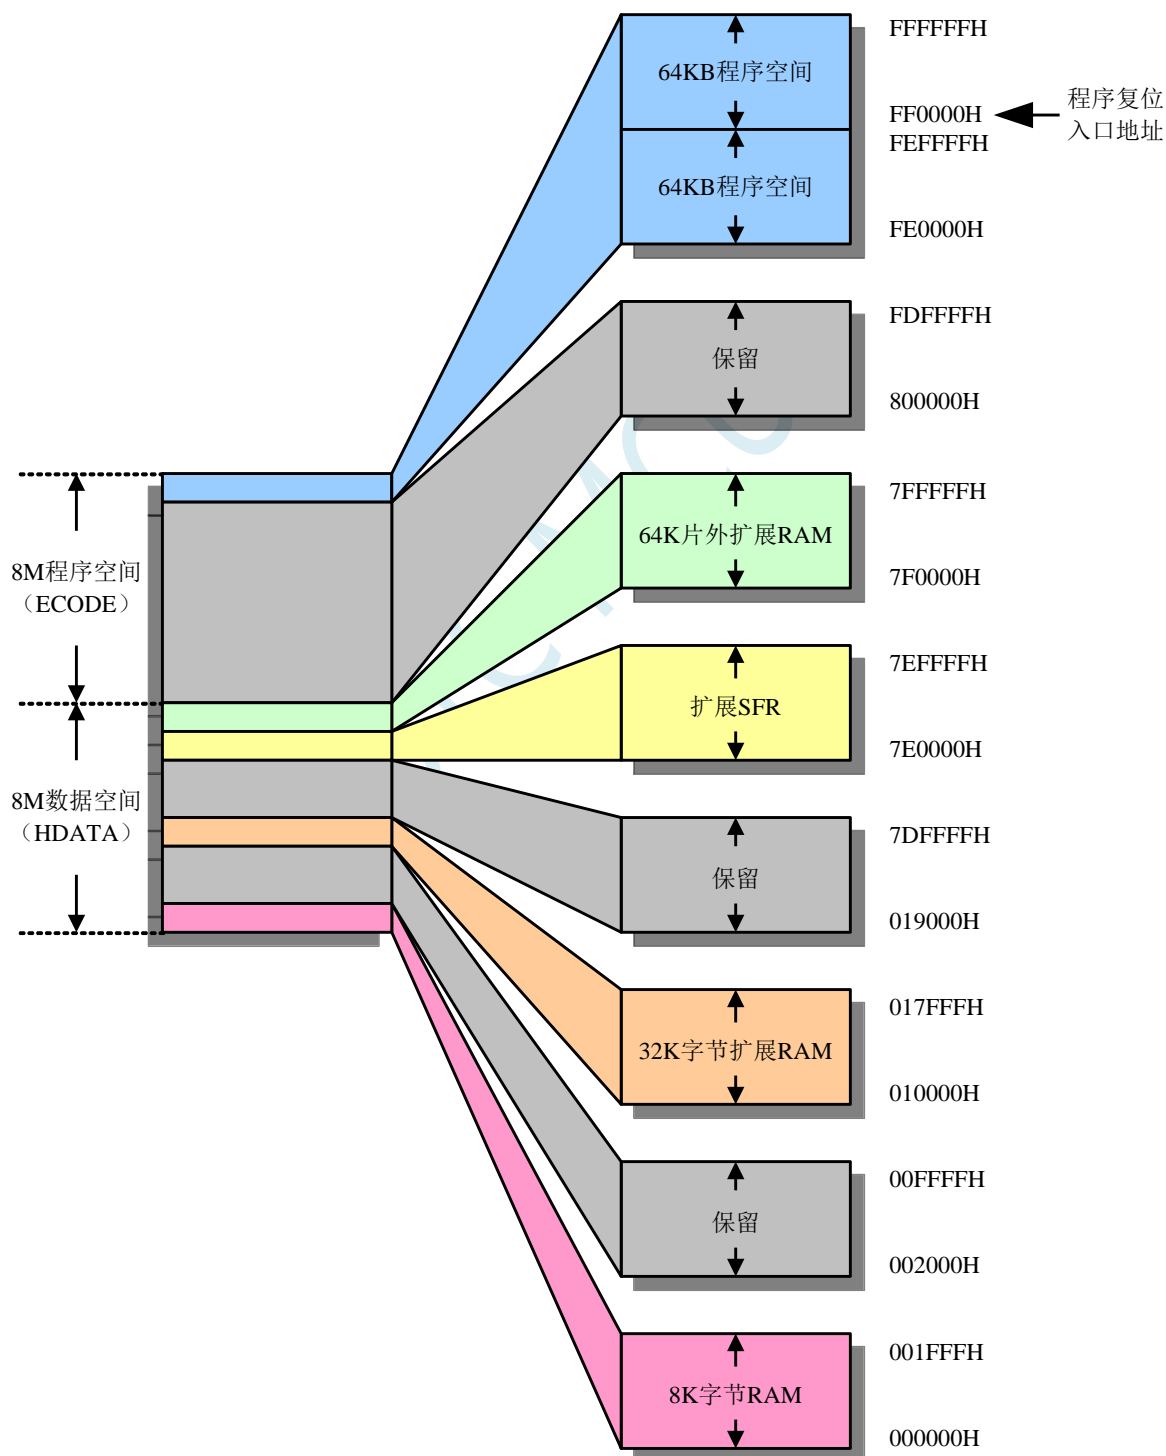 FFFFFFH
64KB程序空间
FF0000H
程序复位
入口地址
FEFFFFH
64KB程序空间
FE0000H
FDFFFFH
保留
800000H
7FFFFFH
64K片外扩展RAM
7F0000H
8M程序空间
（ECODE）
7EFFFFH
扩展SFR
7E0000H
8M数据空间
（HDATA）
7DFFFFH
保留
019000H
017FFFH
32K字节扩展RAM
010000H
00FFFFH
保留
002000H
001FFFH
8K字节RAM
000000H